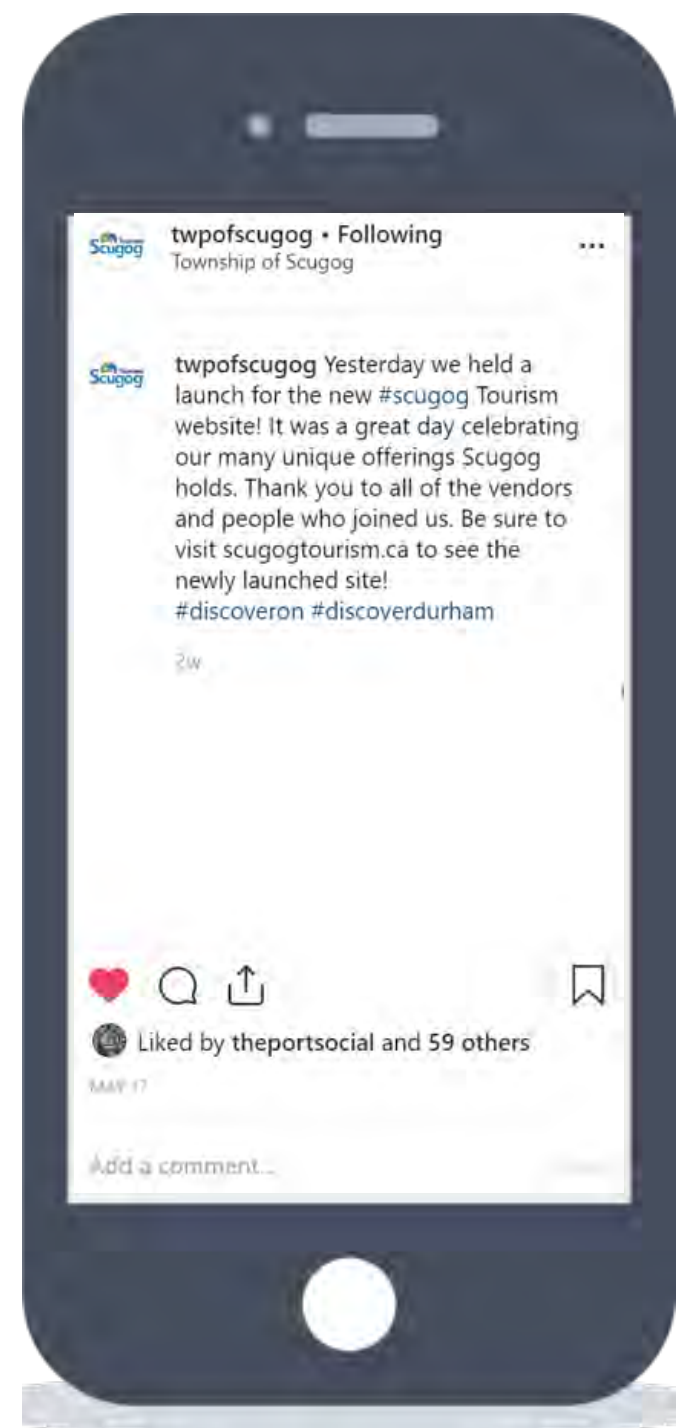 Scugog
twpofscugog • Following
...
Township of Scugog
Scugog
twpofscugog Yesterday we held a
launch for the new #scugog Tourism
website! It was a great day celebrating
our many unique offerings Scugog
holds. Thank you to all of the vendors
and people who joined us. Be sure to
visit scugogtourism.ca to see the
newly launched site!
#discoveron #discoverdurham
2w
Liked by theportsocial and 59 others
MAY 17
Add a comment...